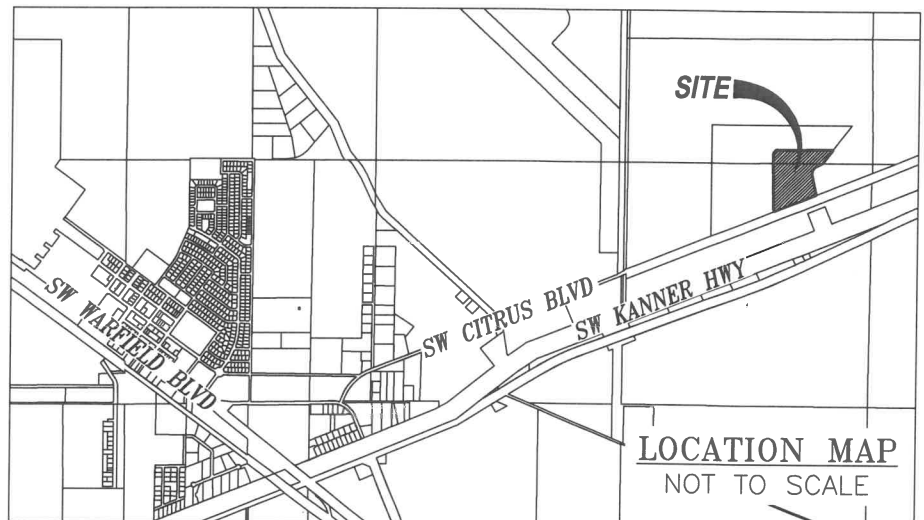 SITE
SW WARFIELD BLVD
SW CITRUS BLVD
SW KANNER HWY
LOCATION MAP
NOT TO SCALE